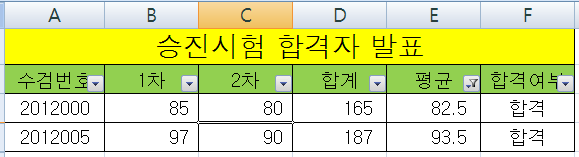 A B C D E F
승진시험 합격자 발표
수검번호 1차 2차 합계 평균 합격여부
2012000 85 80 165 82.5 합격
2012005 97 90 187 93.5 합격